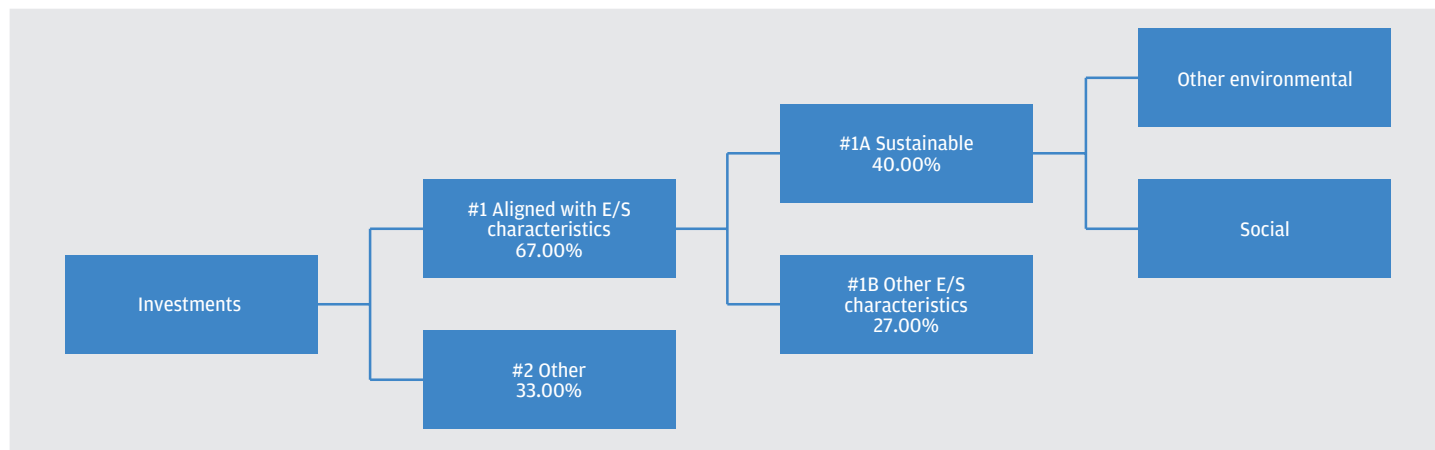 Investments
#1 Aligned with E/S
characteristics
67.00%
#2 Other
33.00%
#1A Sustainable
40.00%
#1B Other E/S
characteristics
27.00%
Other environmental
Social